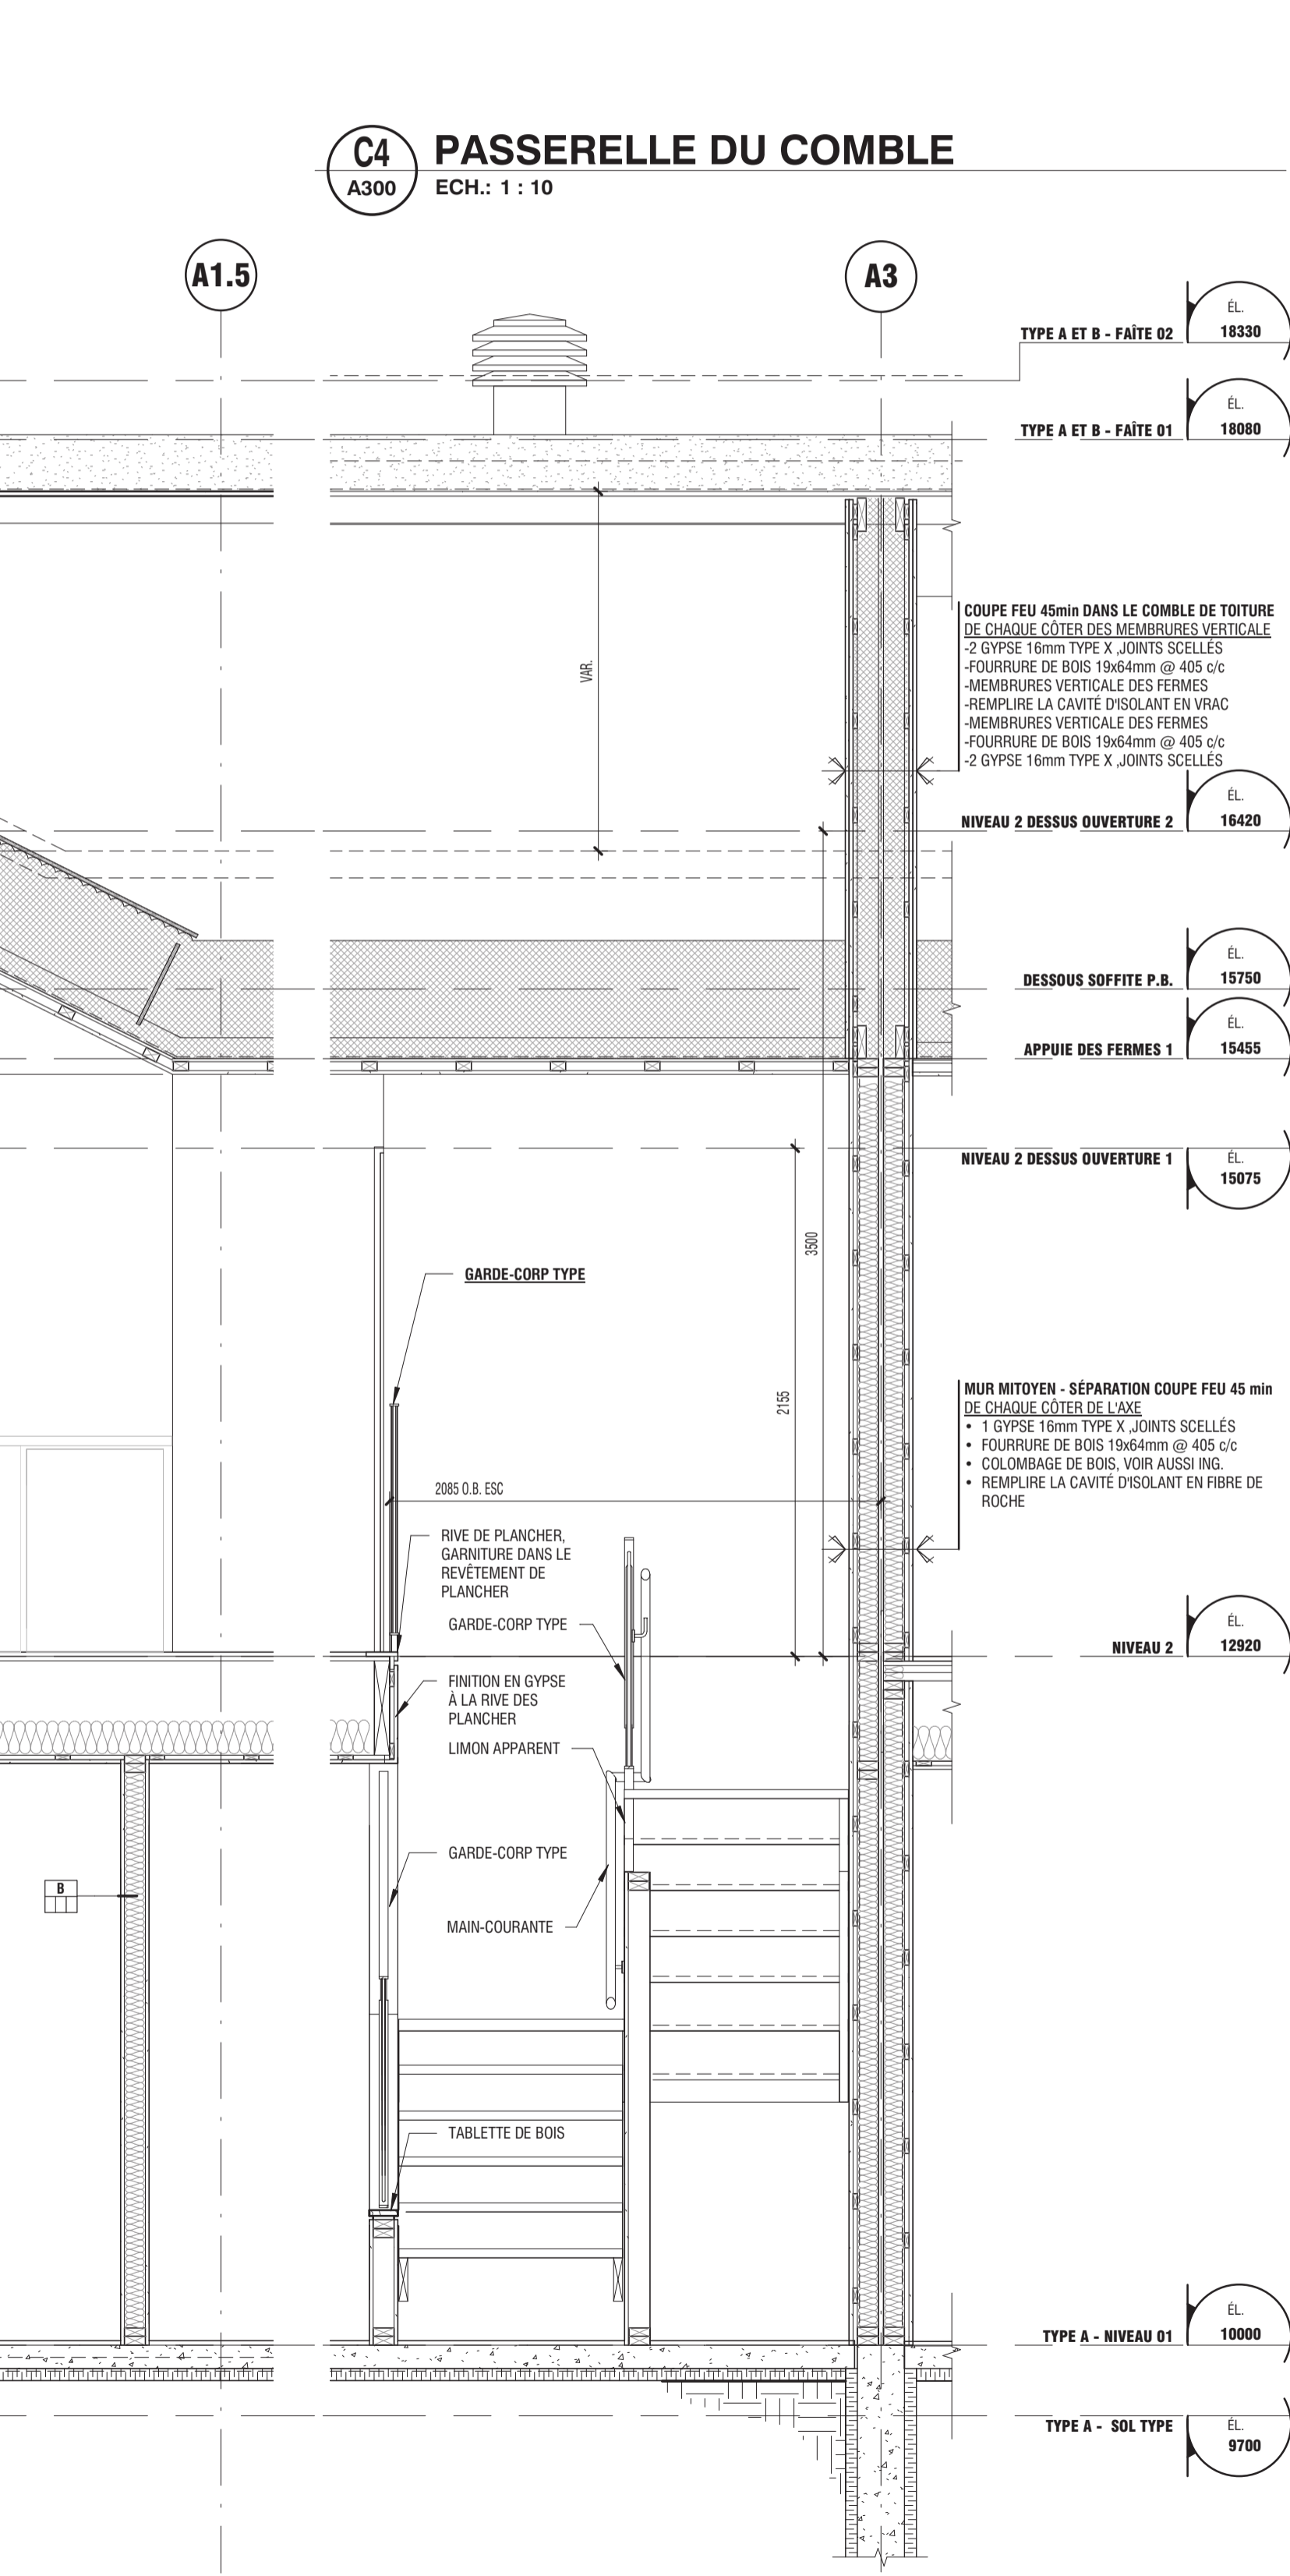 C4
A300
PASSERELLE DU COMBLE
ECH.: 1 : 10
A1.5
A3
TYPE A ET B - FAÎTE 02
ÉL.
18330
TYPE A ET B - FAÎTE 01
ÉL.
18080
VAR.
COUPE FEU 45min DANS LE COMBLE DE TOITURE
DE CHAQUE CÔTER DES MEMBRURES VERTICALE
-2 GYPSE 16mm TYPE X ,JOINTS SCELLÉS
-FOURRURE DE BOIS 19x64mm @ 405 c/c
-MEMBRURES VERTICALE DES FERMES
-REMPLIRE LA CAVITÉ D'ISOLANT EN VRAC
-MEMBRURES VERTICALE DES FERMES
-FOURRURE DE BOIS 19x64mm @ 405 c/c
-2 GYPSE 16mm TYPE X ,JOINTS SCELLÉS
NIVEAU 2 DESSUS OUVERTURE 2
ÉL.
16420
DESSOUS SOFFITE P.B.
ÉL.
15750
APPUIE DES FERMES 1
ÉL.
15455
NIVEAU 2 DESSUS OUVERTURE 1
ÉL.
15075
3500
2155
GARDE-CORP TYPE
MUR MITOYEN - SÉPARATION COUPE FEU 45 min
DE CHAQUE CÔTER DE L'AXE
• 1 GYPSE 16mm TYPE X ,JOINTS SCELLÉS
• FOURRURE DE BOIS 19x64mm @ 405 c/c
• COLOMBAGE DE BOIS, VOIR AUSSI ING.
• REMPLIRE LA CAVITÉ D'ISOLANT EN FIBRE DE
ROCHE
2085 O.B. ESC
RIVE DE PLANCHER,
GARNITURE DANS LE
REVÊTEMENT DE
PLANCHER
GARDE-CORP TYPE
NIVEAU 2
ÉL.
12920
FINITION EN GYPSE
À LA RIVE DES
PLANCHER
LIMON APPARENT
GARDE-CORP TYPE
B
MAIN-COURANTE
TABLETTE DE BOIS
TYPE A - NIVEAU 01
ÉL.
10000
TYPE A - SOL TYPE
ÉL.
9700